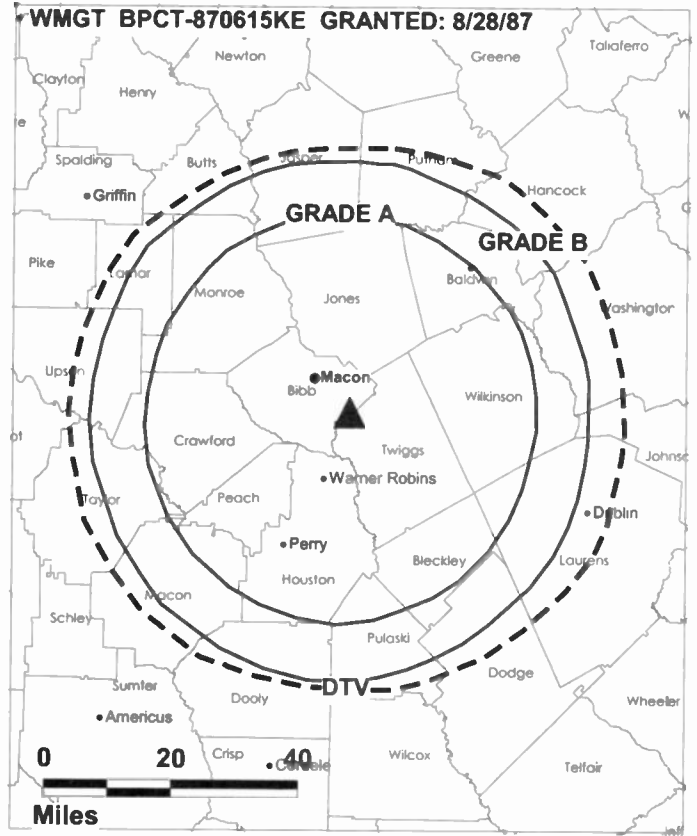 WMGT BPCT-870615KE GRANTED: 8/28/87
Newton
Greene
Taliaferro
Clayton
Henry
Spalding
Butts
Jasper
Putnam
Griffin
Hancock
GRADE A
GRADE B
Pike
Lamar
Monroe
Jones
Baldwin
Washington
Upson
Macon
Bibb
Wilkinson
Crawford
Twiggs
Johnso
Peach
Warner Robins
Taylor
Dublin
Perry
Bleckley
Laurens
Houston
Macon
Schley
Pulaski
Dodge
DTV
Sumter
Dooly
Wheeler
Americus
Crisp
Cordele
Wilcox
Telfair
0 20 40
Miles